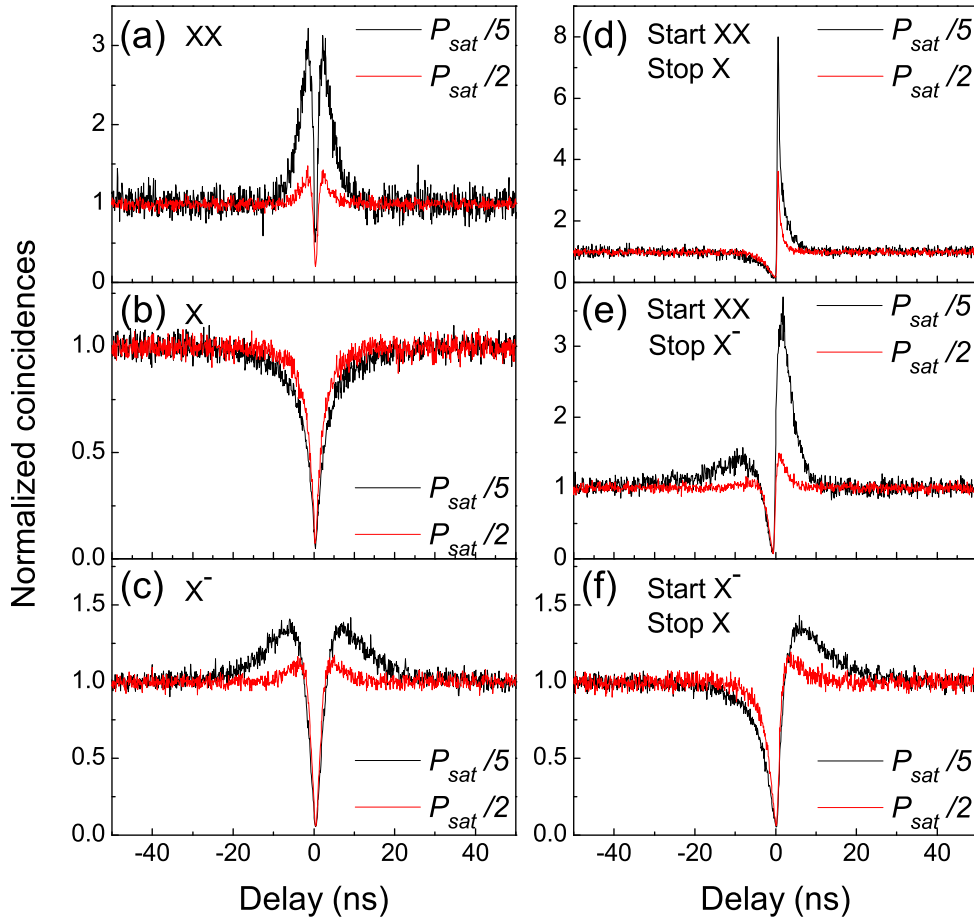 Normalized coincidences
(a) XX
P_sat/5
P_sat/2
3
2
1
0
(b) X
P_sat/5
P_sat/2
1.0
0.5
0.0
(c) X⁻
P_sat/5
P_sat/2
1.5
1.0
0.5
0.0
-40 -20 0 20 40
Delay (ns)
(d) Start XX
Stop X
P_sat/5
P_sat/2
8
6
4
2
0
(e) Start XX
Stop X⁻
P_sat/5
P_sat/2
3
2
1
0
(f) Start X⁻
Stop X
P_sat/5
P_sat/2
1.5
1.0
0.5
0.0
-40 -20 0 20 40
Delay (ns)